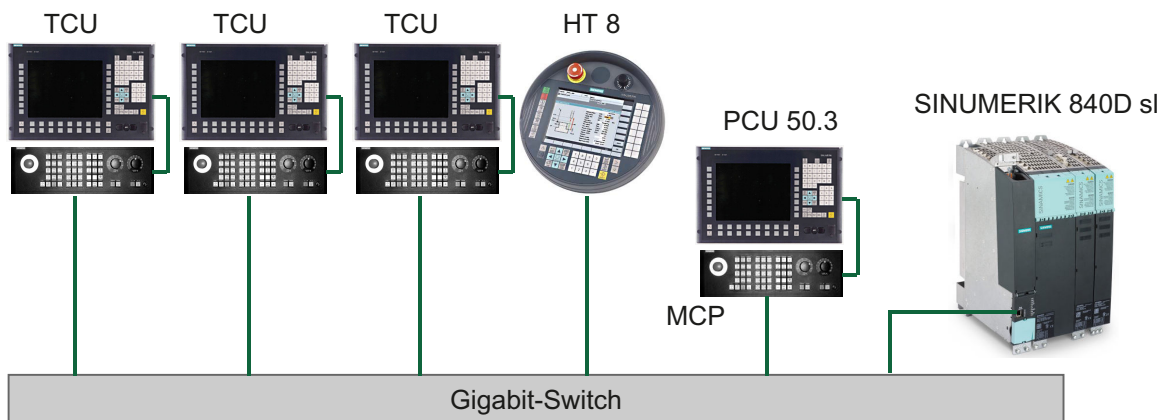 TCU
TCU
TCU
HT 8
PCU 50.3
SINUMERIK 840D sl
MCP
Gigabit-Switch